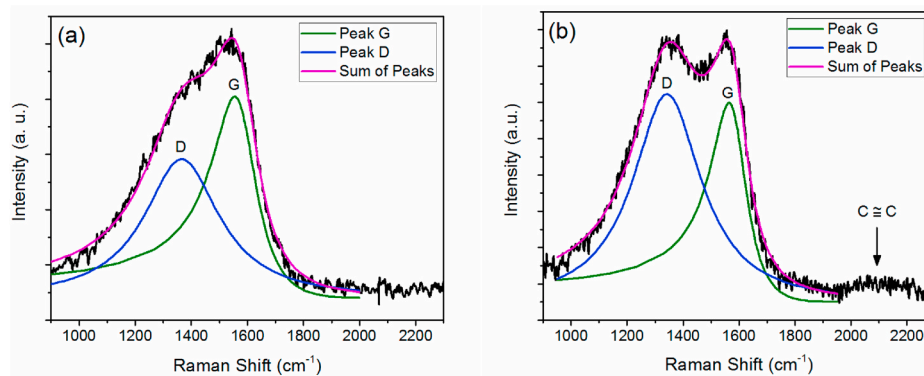 (a)
Peak G
Peak D
Sum of Peaks
D
G
Intensity (a. u.)
1000 1200 1400 1600 1800 2000 2200
Raman Shift (cm⁻¹)
(b)
Peak G
Peak D
Sum of Peaks
D
G
C ≅ C
Intensity (a.u.)
1000 1200 1400 1600 1800 2000 2200
Raman Shift (cm⁻¹)